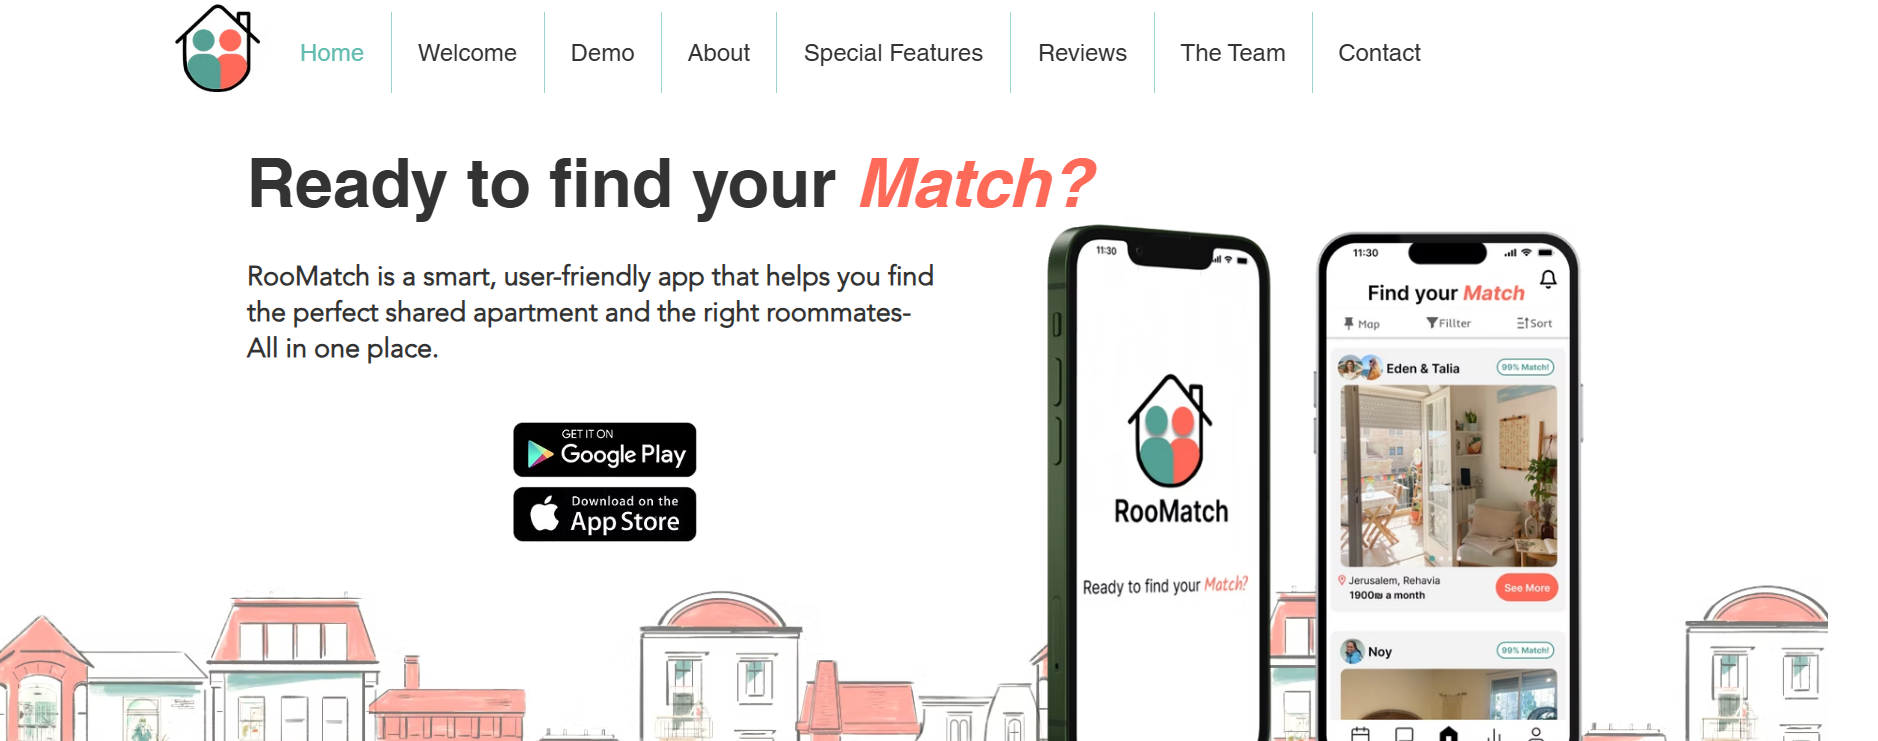 Home
Welcome
Demo
About
Special Features
Reviews
The Team
Contact
Ready to find your Match?
RooMatch is a smart, user-friendly app that helps you find
the perfect shared apartment and the right roommates-
All in one place.
GET IT ON
Google Play
Download on the
App Store
11:30
RooMatch
Ready to find your Match?
11:30
Find your Match
Map
Fillter
Sort
Eden & Talia
99% Match!
Jerusalem, Rehavia
1900₪ a month
See More
Noy
99% Match!